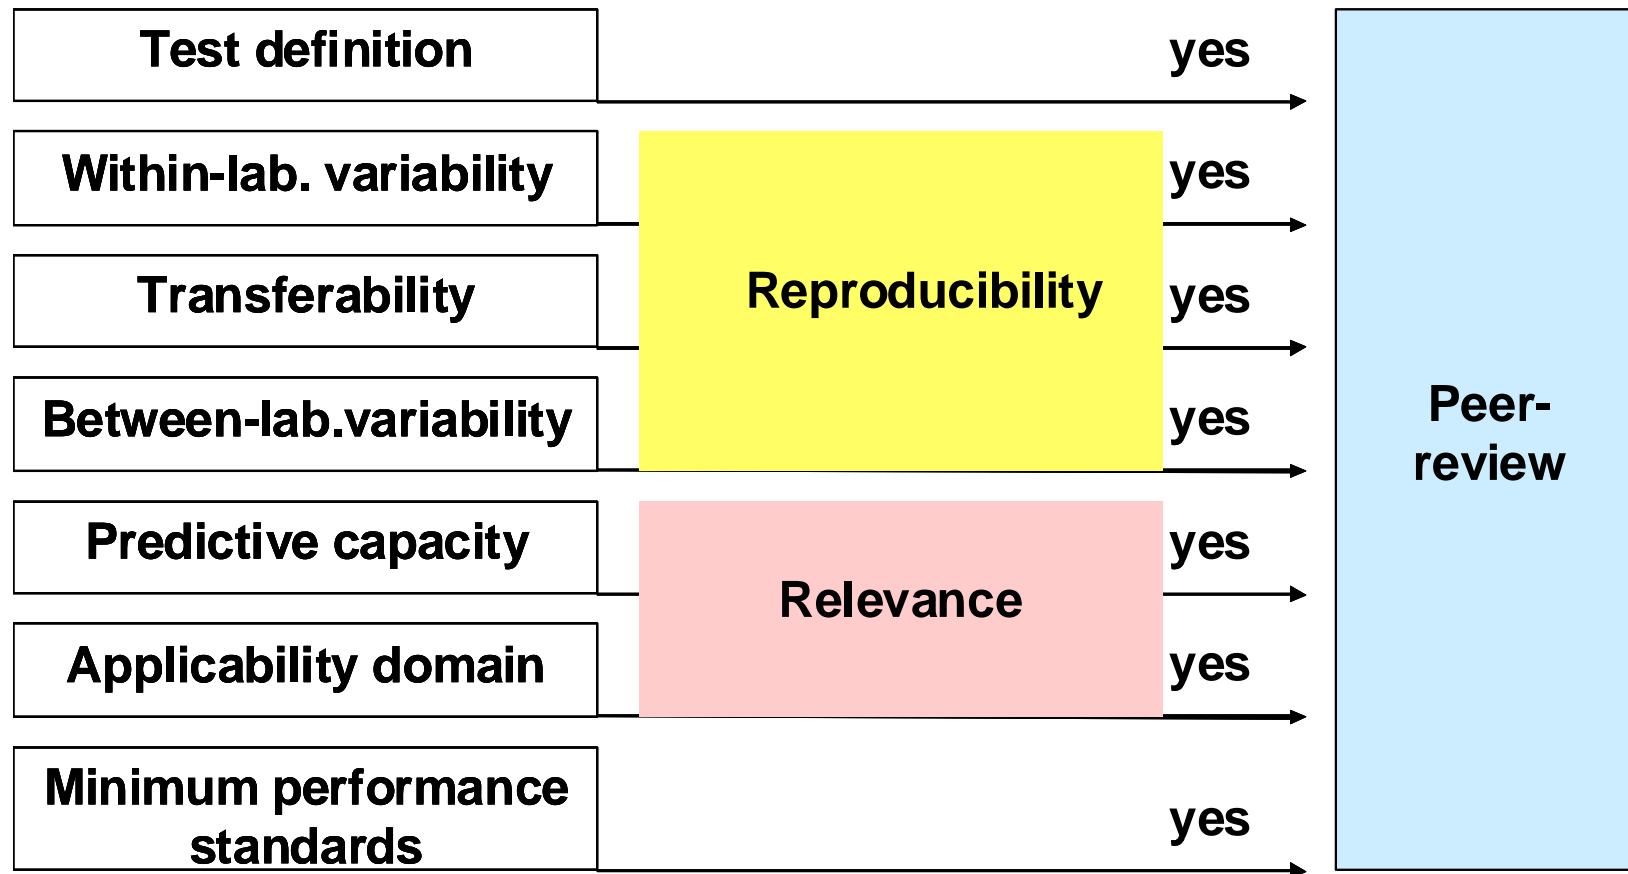 Test definition
yes
Within-lab. variability
yes
Transferability
Reproducibility
yes
Between-lab.variability
yes
Peer-
review
Predictive capacity
yes
Relevance
Applicability domain
yes
Minimum performance
standards
yes